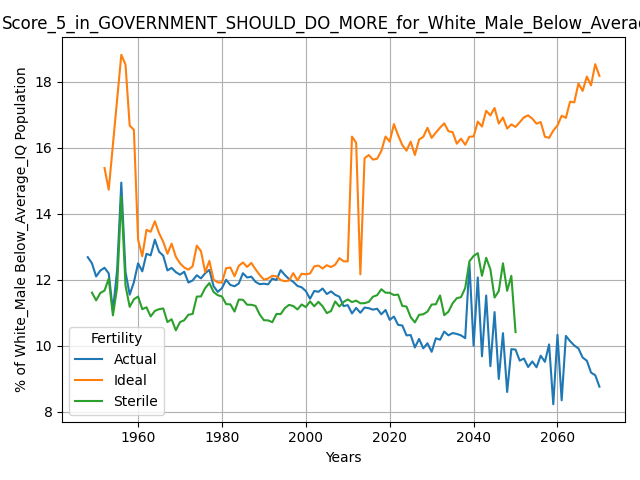 Score_5_in_GOVERNMENT_SHOULD_DO_MORE_for_White_Male_Below_Avera
% of White_Male Below_Average_IQ Population
18
16
14
12
10
8
Fertility
Actual
Ideal
Sterile
1960
1980
2000
2020
2040
2060
Years